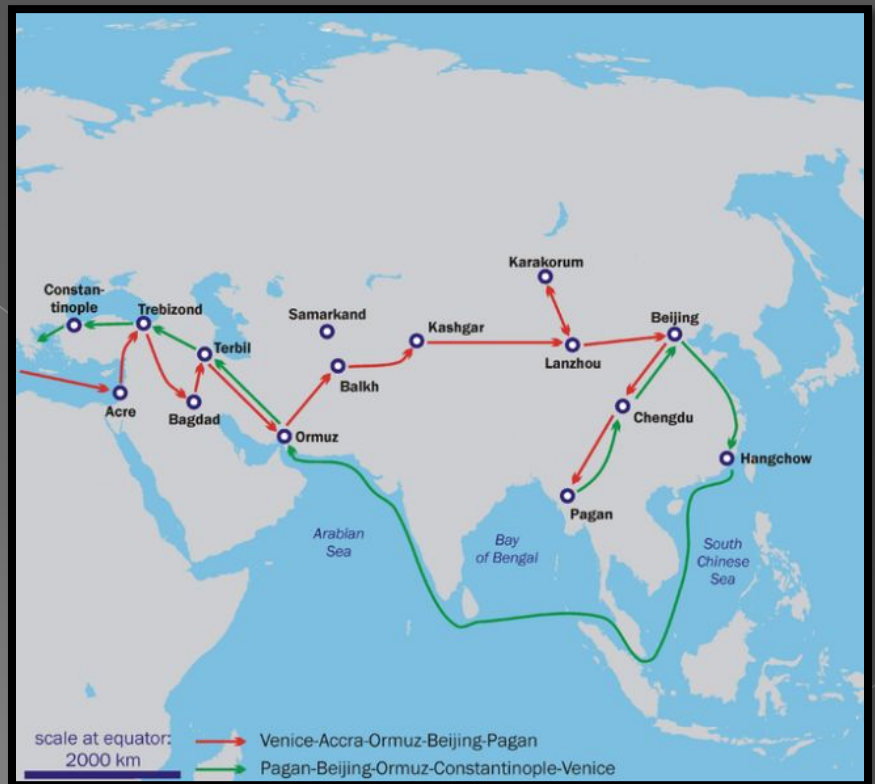 Karakorum
Constan-
tinople
Trebizond
Samarkand
Kashgar
Beijing
Terbil
Lanzhou
Balkh
Acre
Bagdad
Chengdu
Ormuz
Hangchow
Pagan
Arabian
Sea
Bay
of Bengal
South
Chinese
Sea
scale at equator:
2000 km
Venice-Accra-Ormuz-Beijing-Pagan
Pagan-Beijing-Ormuz-Constantinople-Venice